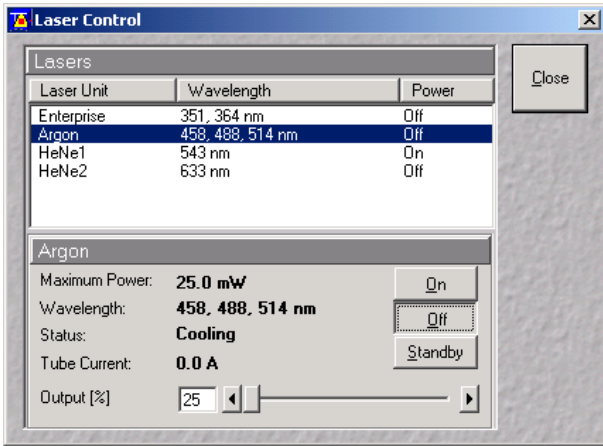 Laser Control
Lasers
Close
Laser Unit Wavelength Power
Enterprise 351, 364 nm Off
Argon 458, 488, 514 nm Off
HeNe1 543 nm On
HeNe2 633 nm Off
Argon
Maximum Power: 25.0 mW On
Wavelength: 458, 488, 514 nm Off
Status: Cooling
Standby
Tube Current: 0.0 A
Output [%] 25